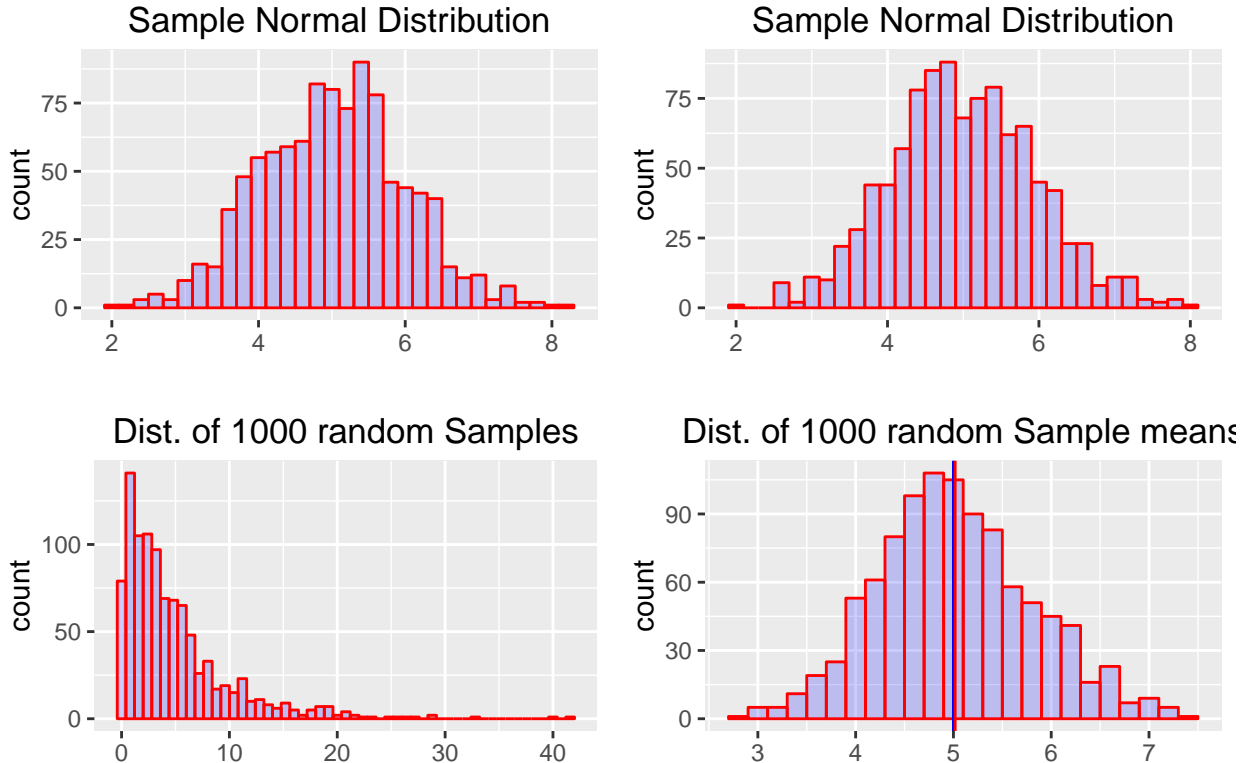 Sample Normal Distribution
count
75
50
25
0
2 4 6 8
Sample Normal Distribution
count
75
50
25
0
2 4 6 8
Dist. of 1000 random Samples
count
100
50
0
0 10 20 30 40
Dist. of 1000 random Sample means
count
90
60
30
0
3 4 5 6 7